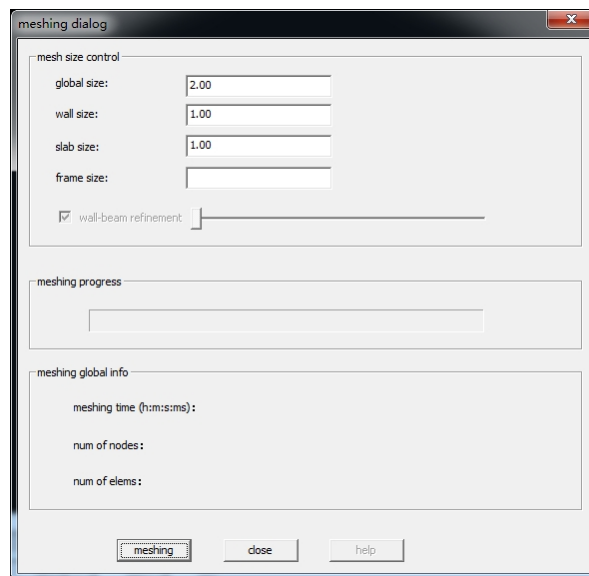 meshing dialog
mesh size control
global size: 2.00
wall size: 1.00
slab size: 1.00
frame size:
wall-beam refinement
meshing progress
meshing global info
meshing time (h:m:s:ms):
num of nodes:
num of elems:
meshing close help